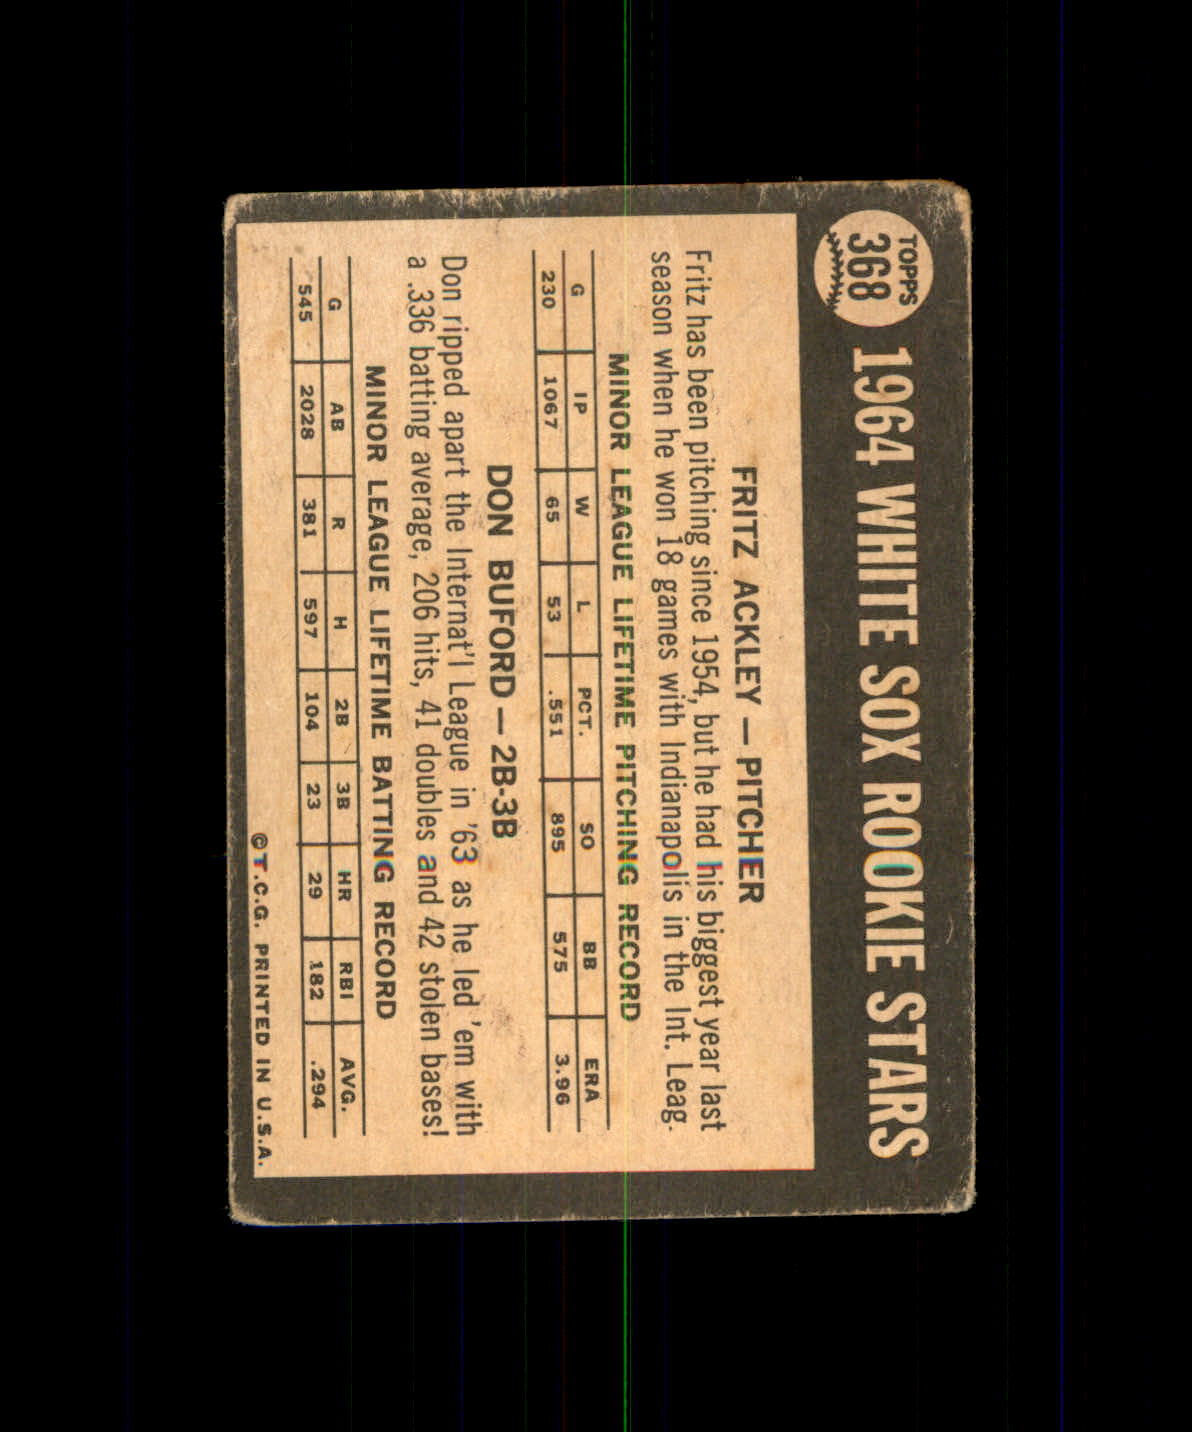 TOPPS
368
1964 WHITE SOX ROOKIE STARS
FRITZ ACKLEY — PITCHER
Fritz has been pitching since 1954, but he had his biggest year last
season when he won 18 games with Indianapolis in the Int. Leag.
MINOR LEAGUE LIFETIME PITCHING RECORD
G IP W L PCT. SO BB ERA
230 1067 65 53 .551 895 575 3.96
DON BUFORD — 2B-3B
Don ripped apart the Internat'l League in '63 as he led 'em with
a .336 batting average, 206 hits, 41 doubles and 42 stolen bases!
MINOR LEAGUE LIFETIME BATTING RECORD
G AB R H 2B 3B HR RBI AVG.
545 2028 381 597 104 23 29 182 .294
©T.C.G. PRINTED IN U.S.A.